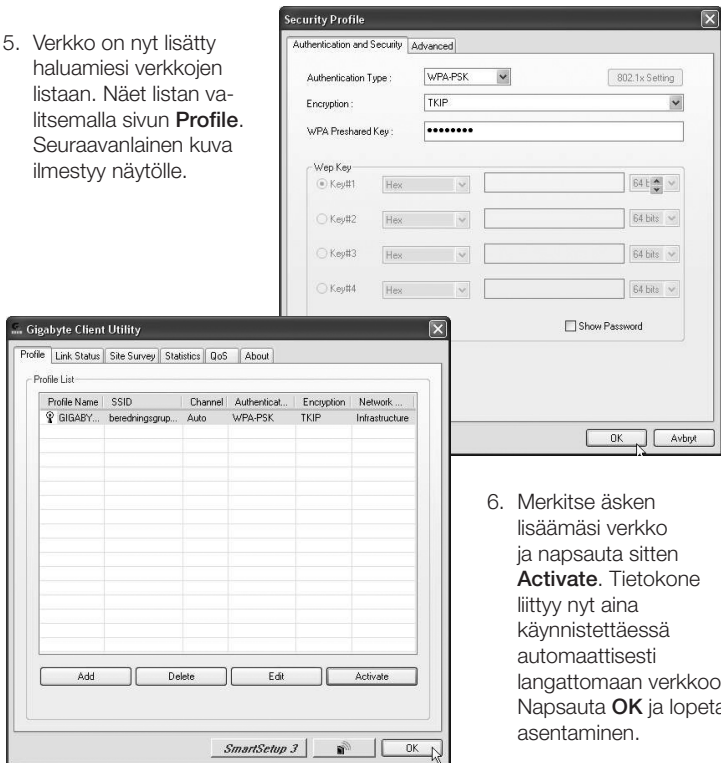 5. Verkko on nyt lisätty
haluamiesi verkkojen
listaan. Näet listan va-
litsemalla sivun Profile.
Seuraavanlainen kuva
ilmestyy näytölle.
Security Profile
Authentication and Security Advanced
Authentication Type : WPA-PSK 802.1x Setting
Encryption : TKIP
WPA Preshared Key : ••••••••
Wep Key
Key#1 Hex
Key#2 Hex 64 bits
Key#3 Hex 64 bits
Key#4 Hex 64 bits
Show Password
OK Avbryt
Gigabyte Client Utility
Profile Link Status Site Survey Statistics QoS About
Profile List
Profile Name SSID Channel Authenticat... Encryption Network ...
GIGABY... beredningsgrup... Auto WPA-PSK TKIP Infrastructure
Add Delete Edit Activate
SmartSetup 3 OK
6. Merkitse äsken
lisäämäsi verkko
ja napsauta sitten
Activate. Tietokone
liittyy nyt aina
käynnistettäessä
automaattisesti
langattomaan verkkoo
Napsauta OK ja lopeta
asentaminen.